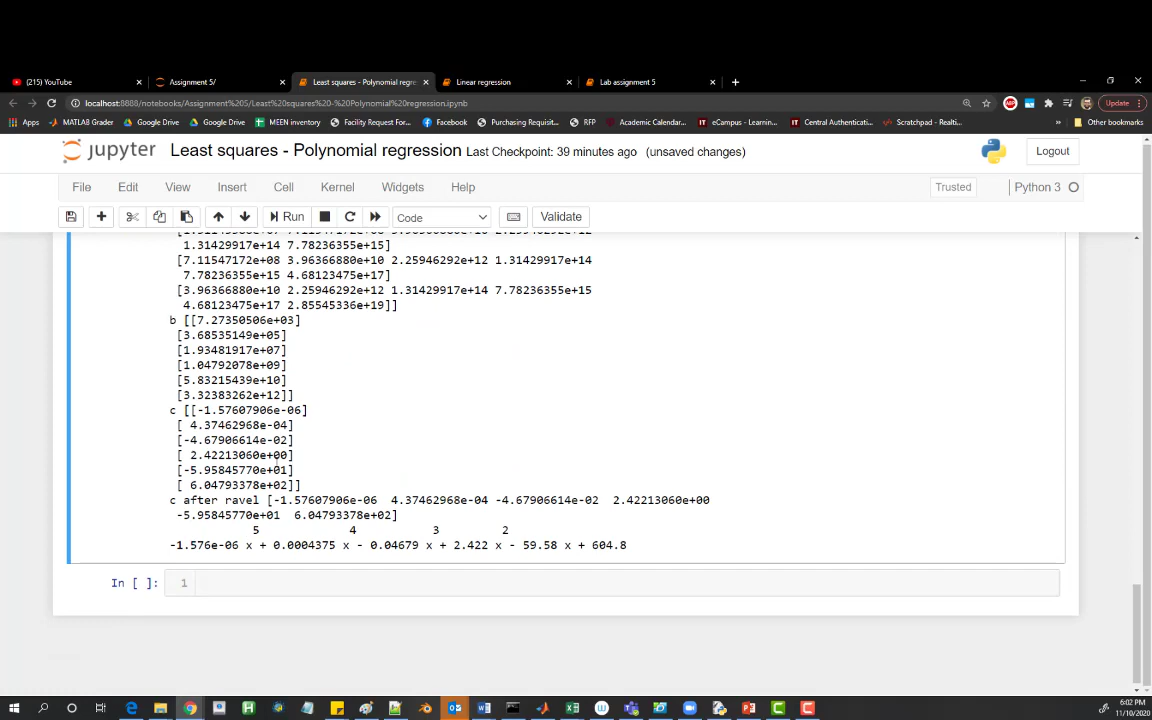 (215) YouTube
Assignment 5/
Least squares - Polynomial regre
Linear regression
Lab assignment 5
localhost:8888/notebooks/Assignment%205/Least%20squares%20-%20Polynomial%20regression.ipynb
Update
Apps
MATLAB Grader
Google Drive
Google Drive
MEEN inventory
Facility Request For...
Facebook
Purchasing Requisit...
RFP
Academic Calendar...
eCampus - Learnin...
Central Authenticati...
Scratchpad - Realti...
»
Other bookmarks
jupyter Least squares - Polynomial regression Last Checkpoint: 39 minutes ago (unsaved changes)
Logout
File Edit View Insert Cell Kernel Widgets Help
Trusted
Python 3
Run
Code
Validate
1.31429917e+14 7.78236355e+15]
[7.11547172e+08 3.96366880e+10 2.25946292e+12 1.31429917e+14
7.78236355e+15 4.68123475e+17]
[3.96366880e+10 2.25946292e+12 1.31429917e+14 7.78236355e+15
4.68123475e+17 2.85545336e+19]]
b [[7.27350506e+03]
[3.68535149e+05]
[1.93481917e+07]
[1.04792078e+09]
[5.83215439e+10]
[3.32383262e+12]]
c [[-1.57607906e-06]
[ 4.37462968e-04]
[-4.67906614e-02]
[ 2.42213060e+00]
[-5.95845770e+01]
[ 6.04793378e+02]]
c after ravel [-1.57607906e-06 4.37462968e-04 -4.67906614e-02 2.42213060e+00
-5.95845770e+01 6.04793378e+02]
5 4 3 2
-1.576e-06 x + 0.0004375 x - 0.04679 x + 2.422 x - 59.58 x + 604.8
In [ ]: 1
6:02 PM
11/10/2020